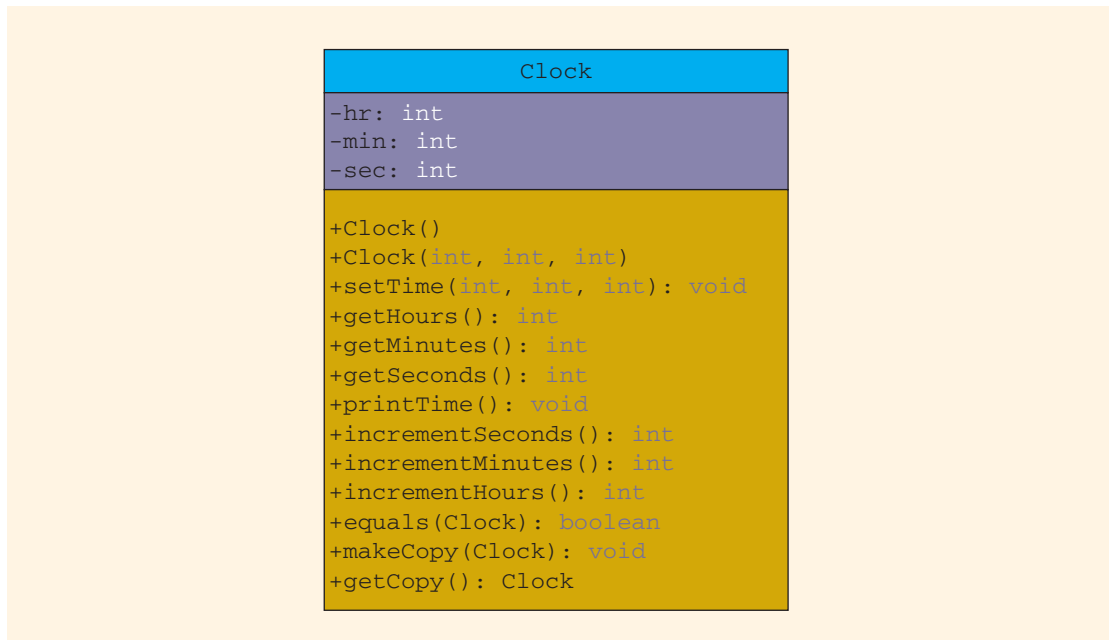 Clock
-hr: int
-min: int
-sec: int
+Clock()
+Clock(int, int, int)
+setTime(int, int, int): void
+getHours(): int
+getMinutes(): int
+getSeconds(): int
+printTime(): void
+incrementSeconds(): int
+incrementMinutes(): int
+incrementHours(): int
+equals(Clock): boolean
+makeCopy(Clock): void
+getCopy(): Clock